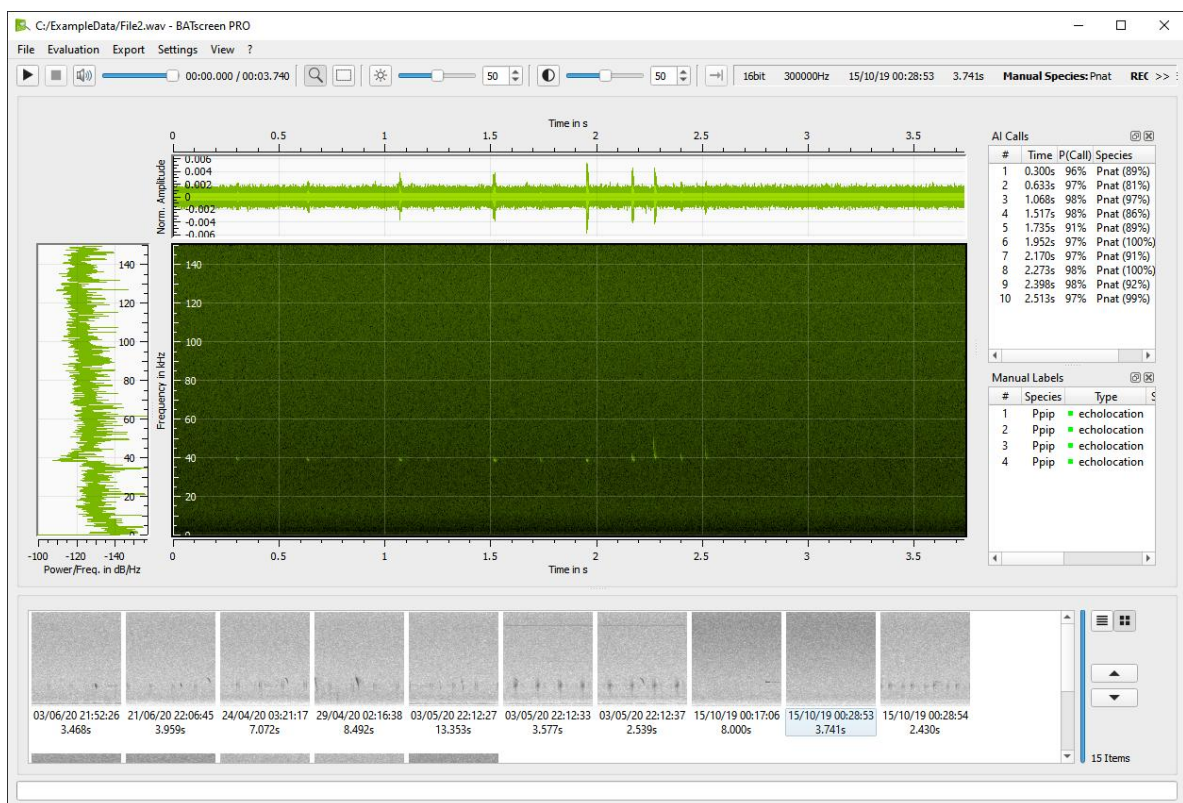 C:/ExampleData/File2.wav - BATscreen PRO
File Evaluation Export Settings View ?
00:00.000 / 00:03.740 50 50 16bit 300000Hz 15/10/19 00:28:53 3.741s Manual Species: Pnat REC >>
Time in s
0 0.5 1 1.5 2 2.5 3 3.5
Norm. Amplitude
0.006
0.004
0.002
0
-0.002
-0.004
-0.006
Frequency in kHz
140
120
100
80
60
40
20
0
140
120
100
80
60
40
20
0
-100 -120 -140
Power/Freq. in dB/Hz
0 0.5 1 1.5 2 2.5 3 3.5
Time in s
AI Calls
# Time P(Call) Species
1 0.300s 96% Pnat (89%)
2 0.633s 97% Pnat (81%)
3 1.068s 98% Pnat (97%)
4 1.517s 98% Pnat (86%)
5 1.735s 91% Pnat (89%)
6 1.952s 97% Pnat (100%)
7 2.170s 97% Pnat (91%)
8 2.273s 98% Pnat (100%)
9 2.398s 98% Pnat (92%)
10 2.513s 97% Pnat (99%)
Manual Labels
# Species Type S
1 Ppip echolocation
2 Ppip echolocation
3 Ppip echolocation
4 Ppip echolocation
03/06/20 21:52:26 21/06/20 22:06:45 24/04/20 03:21:17 29/04/20 02:16:38 03/05/20 22:12:27 03/05/20 22:12:33 03/05/20 22:12:37 15/10/19 00:17:06 15/10/19 00:28:53 15/10/19 00:28:54
3.468s 3.959s 7.072s 8.492s 13.353s 3.577s 2.539s 8.000s 3.741s 2.430s
15 Items